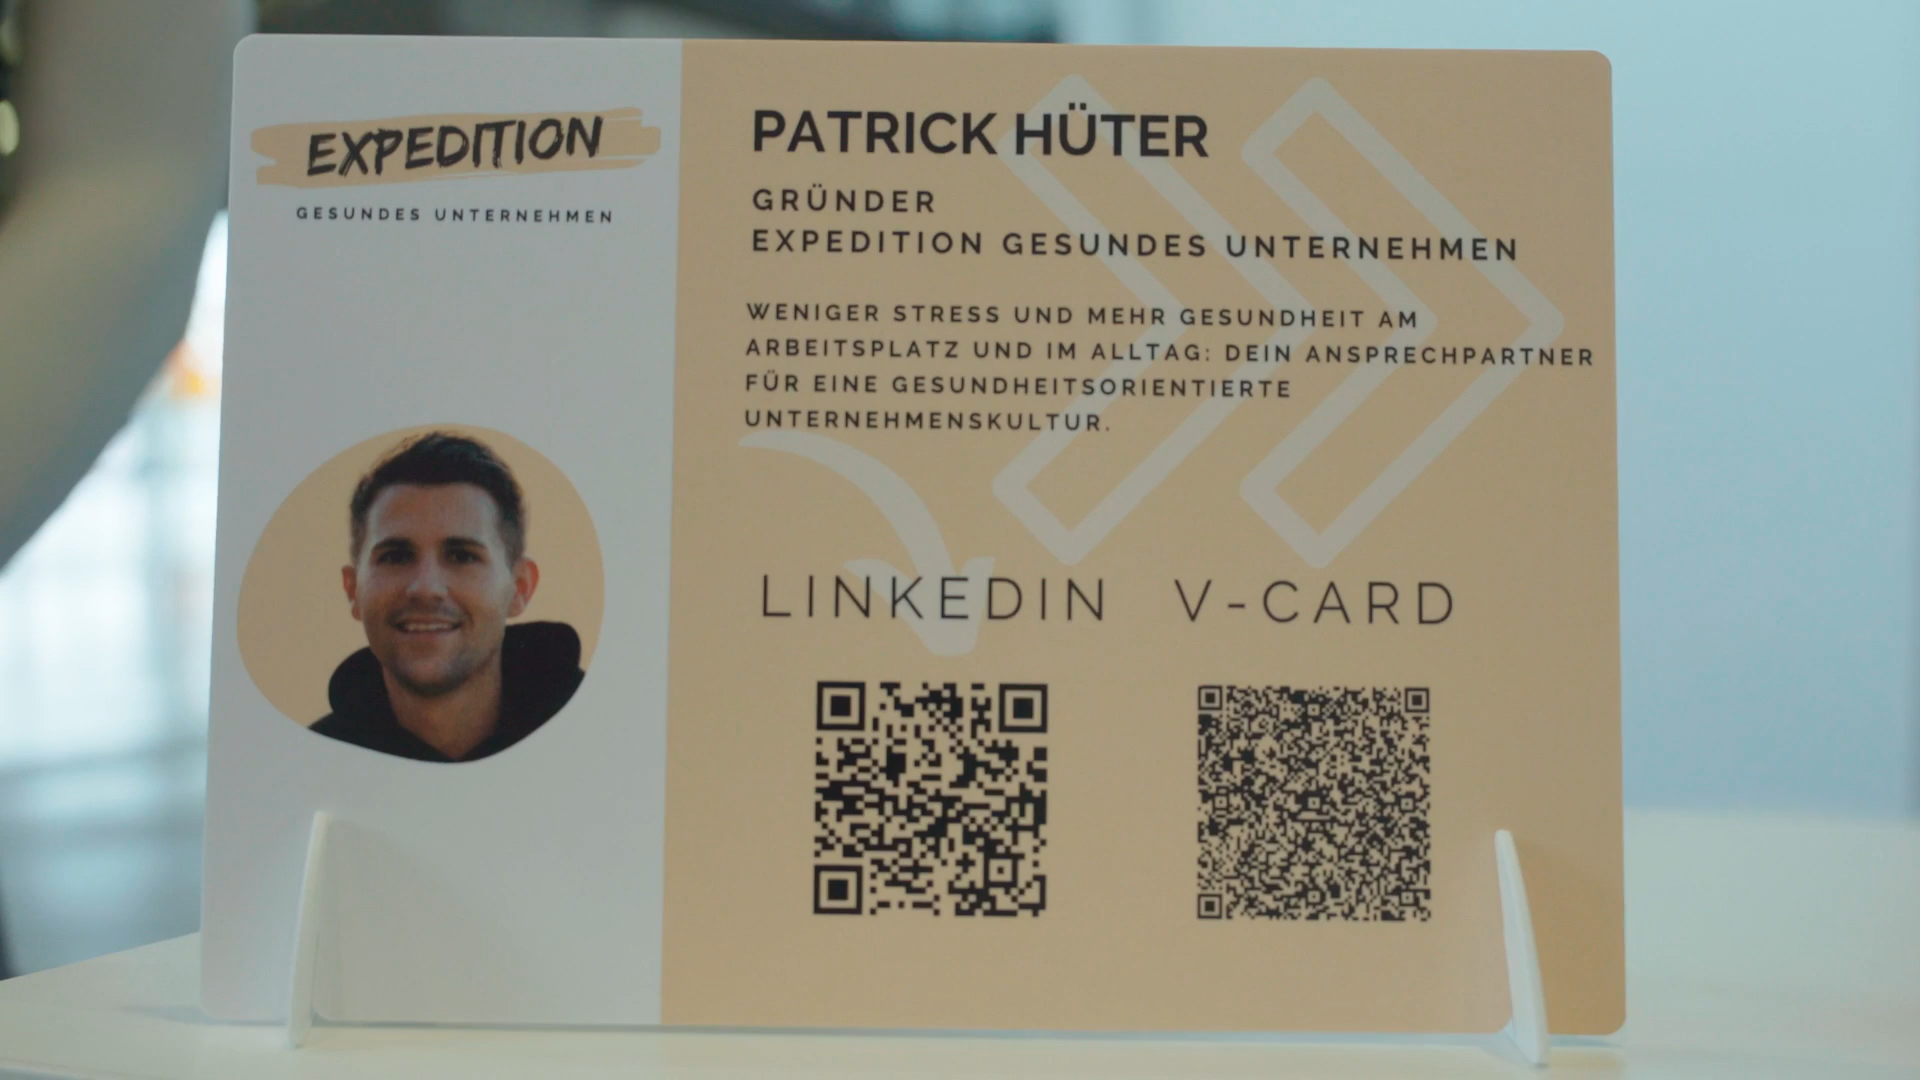 EXPEDITION
GESUNDES UNTERNEHMEN
PATRICK HÜTER
GRÜNDER
EXPEDITION GESUNDES UNTERNEHMEN
WENIGER STRESS UND MEHR GESUNDHEIT AM
ARBEITSPLATZ UND IM ALLTAG: DEIN ANSPRECHPARTNER
FÜR EINE GESUNDHEITSORIENTIERTE
UNTERNEHMENSKULTUR.
LINKEDIN V-CARD